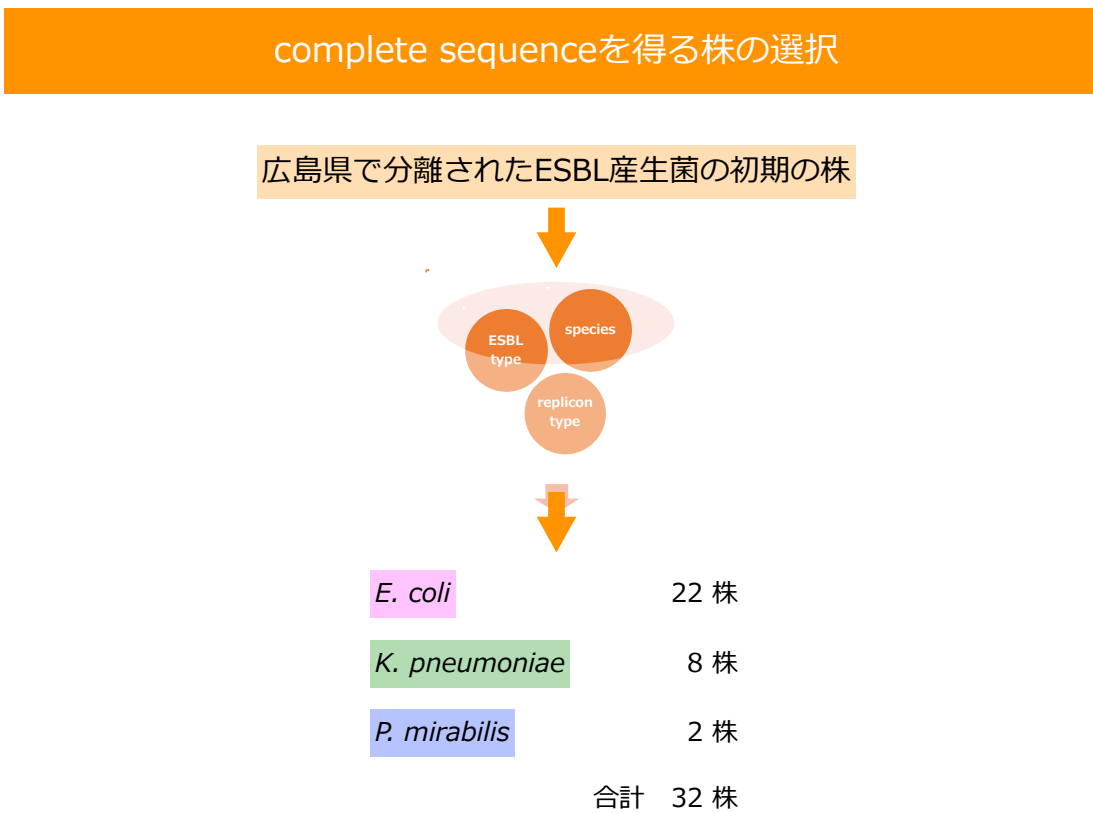 complete sequenceを得る株の選択
広島県で分離されたESBL産生菌の初期の株
ESBL
type
species
replicon
type
E. coli 22 株
K. pneumoniae 8 株
P. mirabilis 2 株
合計 32 株